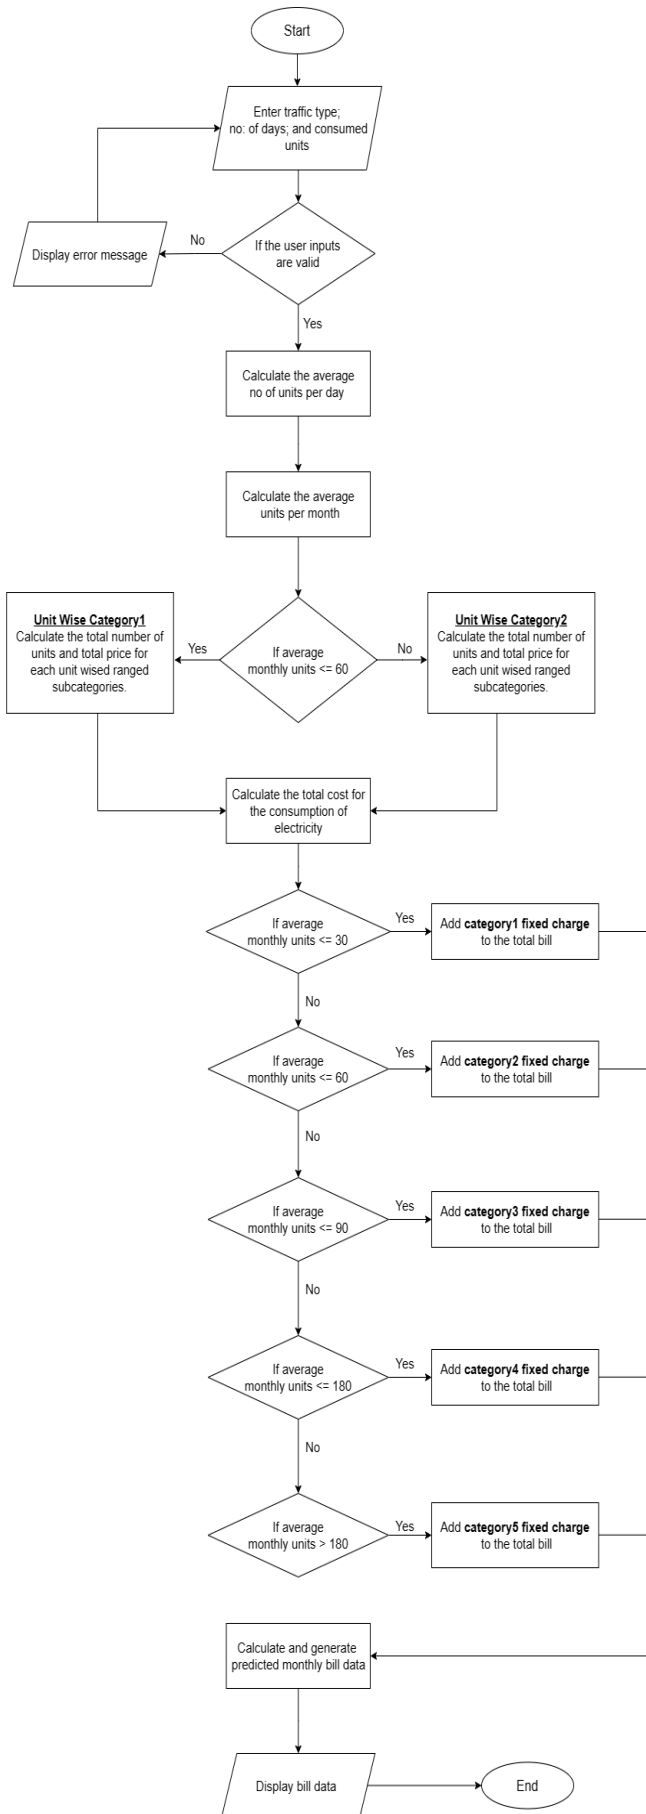 Start
Enter traffic type;
no: of days; and consumed
units
No
If the user inputs
are valid
Display error message
Yes
Calculate the average
no of units per day
Calculate the average
units per month
Unit Wise Category1
Calculate the total number of
units and total price for
each unit wised ranged
subcategories.
Yes
If average
monthly units <= 60
No
Unit Wise Category2
Calculate the total number of
units and total price for
each unit wised ranged
subcategories.
Calculate the total cost for
the consumption of
electricity
If average
monthly units <= 30
Yes
Add category1 fixed charge
to the total bill
No
If average
monthly units <= 60
Yes
Add category2 fixed charge
to the total bill
No
If average
monthly units <= 90
Yes
Add category3 fixed charge
to the total bill
No
If average
monthly units <= 180
Yes
Add category4 fixed charge
to the total bill
No
If average
monthly units > 180
Yes
Add category5 fixed charge
to the total bill
Calculate and generate
predicted monthly bill data
Display bill data
End